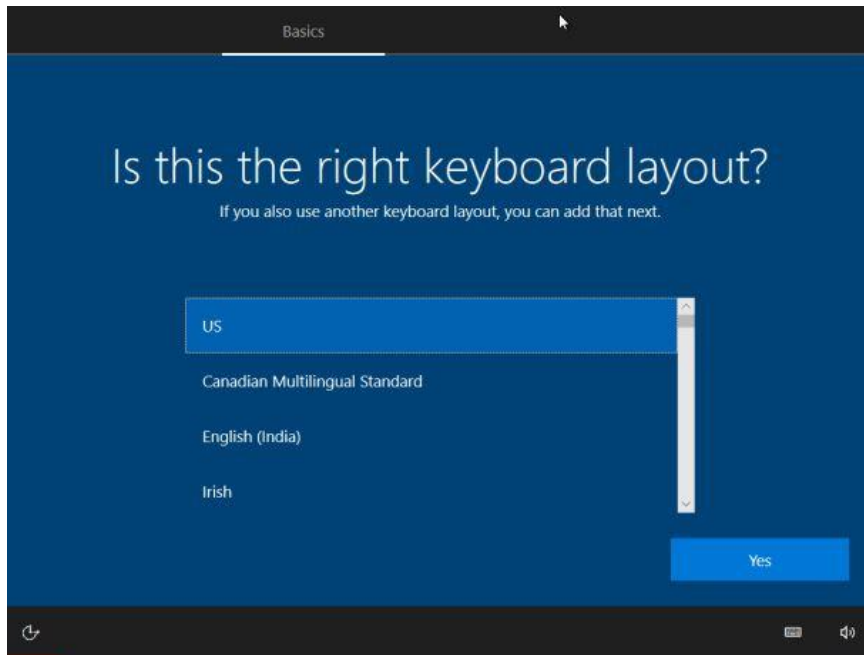 Basics
Is this the right keyboard layout?
If you also use another keyboard layout, you can add that next.
US
Canadian Multilingual Standard
English (India)
Irish
Yes